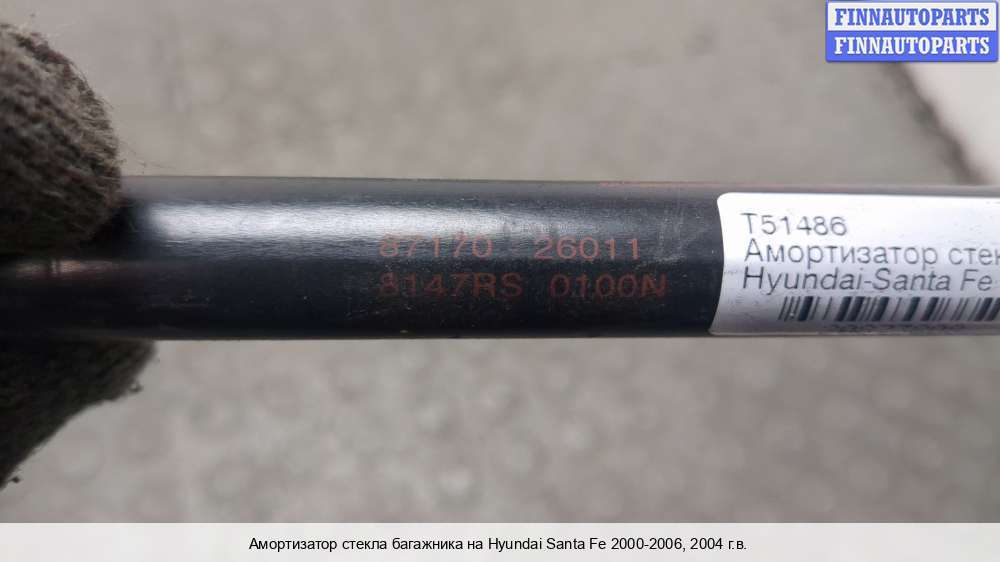 FINNAUTOPARTS
FINNAUTOPARTS
87170 26011
8147RS 0100N
T51486
Амортизатор
Hyundai-Santa Fe
Амортизатор стекла багажника на Hyundai Santa Fe 2000-2006, 2004 г.в.